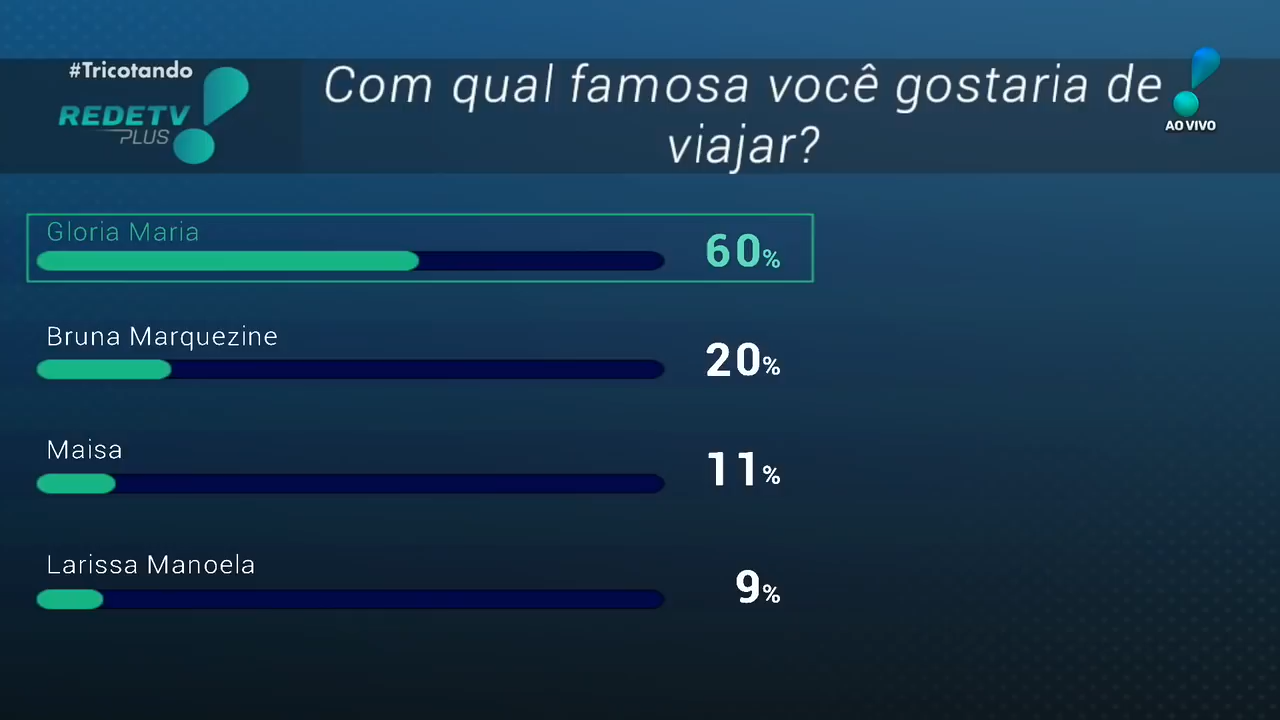 #Tricotando
REDETV
PLUS
Com qual famosa você gostaria de
viajar?
AO VIVO
Gloria Maria
60%
Bruna Marquezine
20%
Maisa
11%
Larissa Manoela
9%